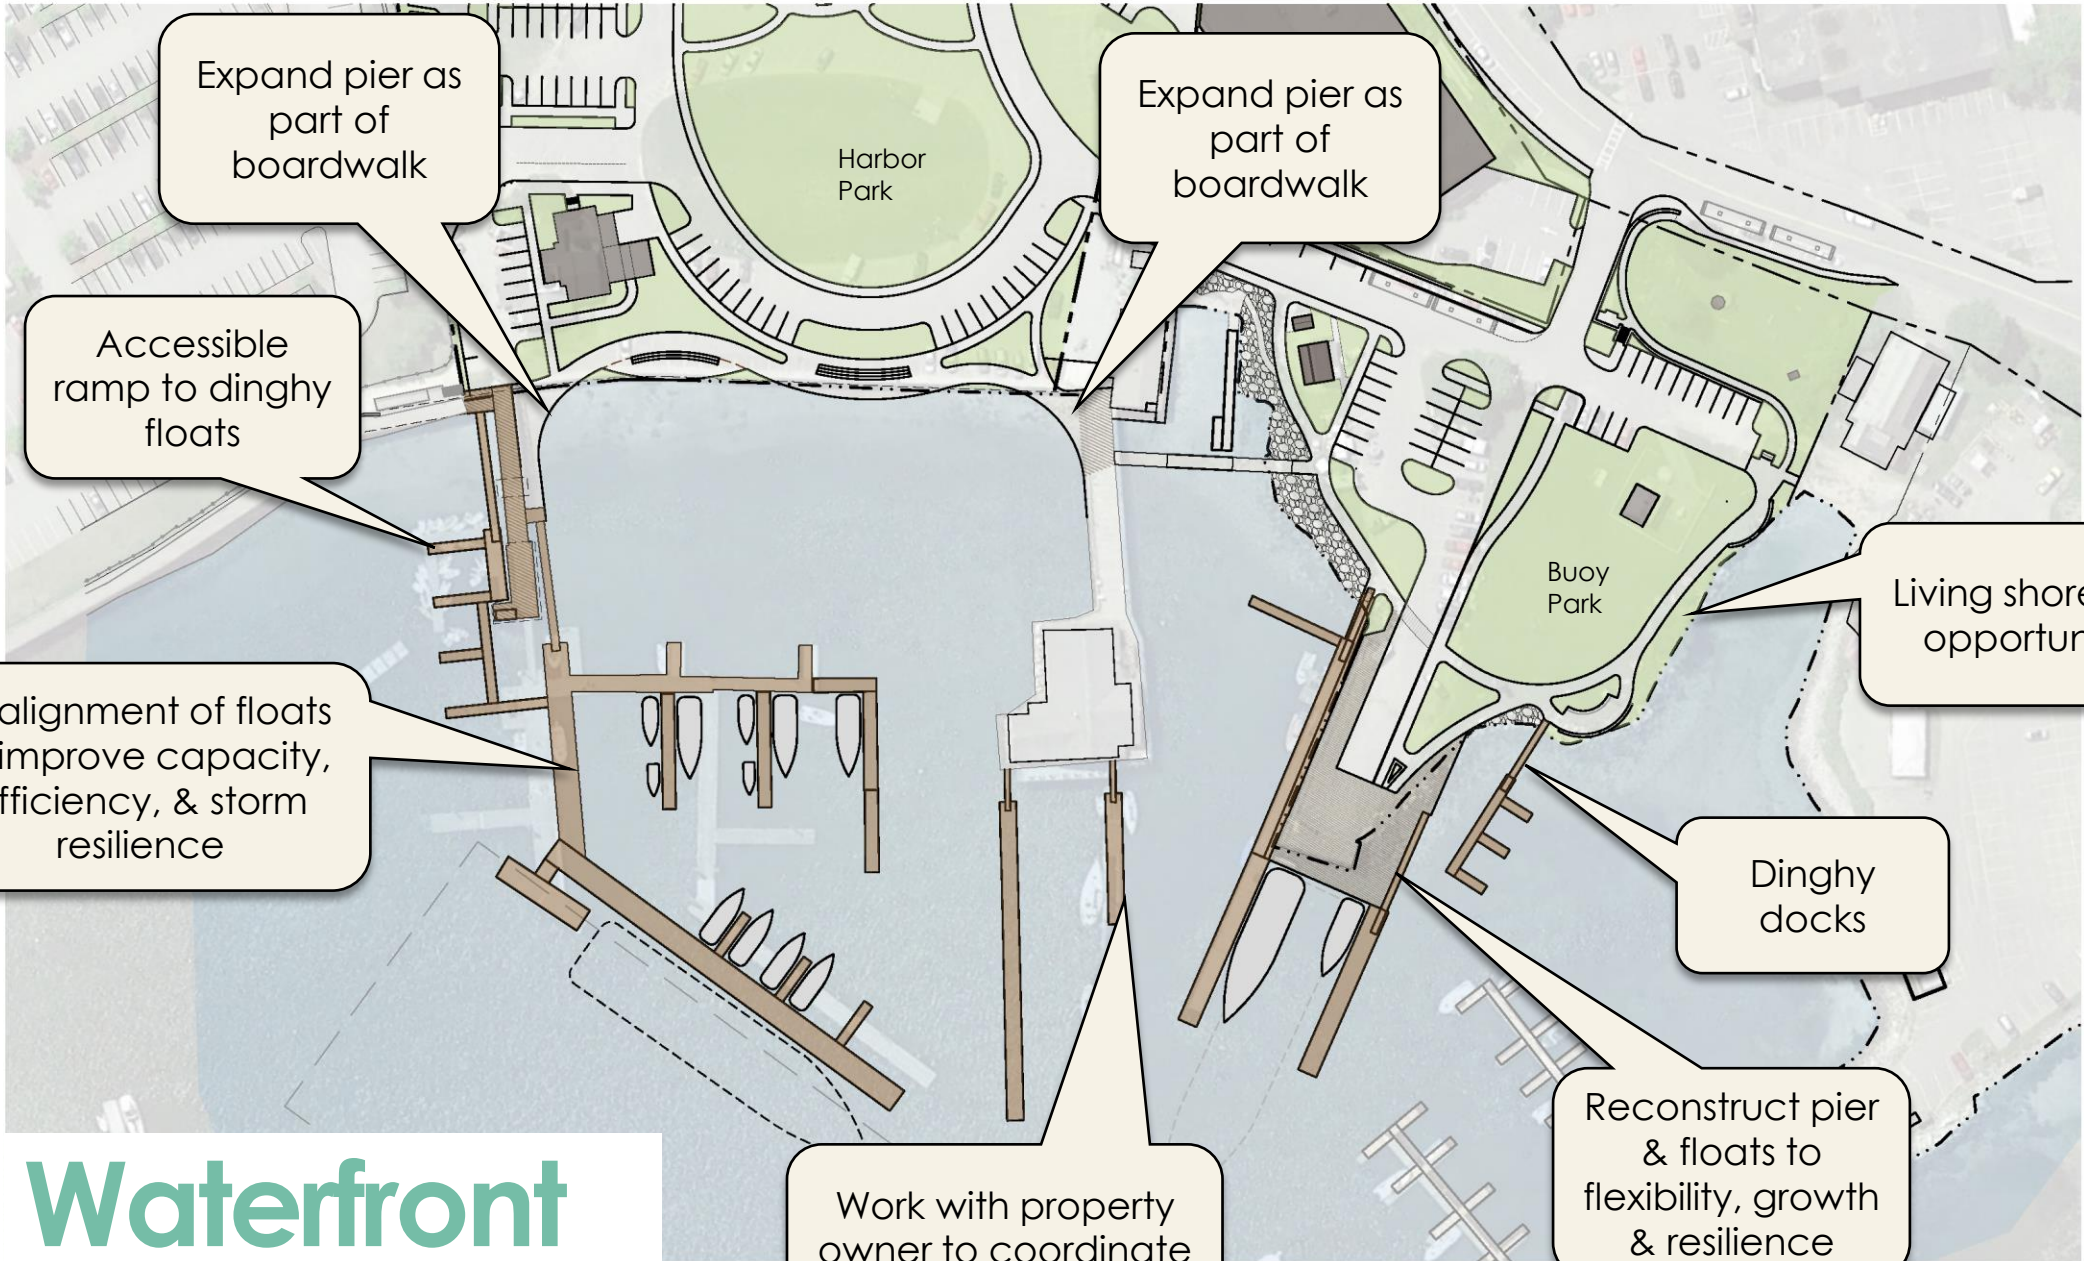 Expand pier as
part of
boardwalk
Expand pier as
part of
boardwalk
Harbor
Park
Accessible
ramp to dinghy
floats
Buoy
Park
Living shore
opportun
alignment of floats
improve capacity,
fficiency, & storm
resilience
Dinghy
docks
Reconstruct pier
& floats to
flexibility, growth
& resilience
Work with property
owner to coordinate
Waterfront